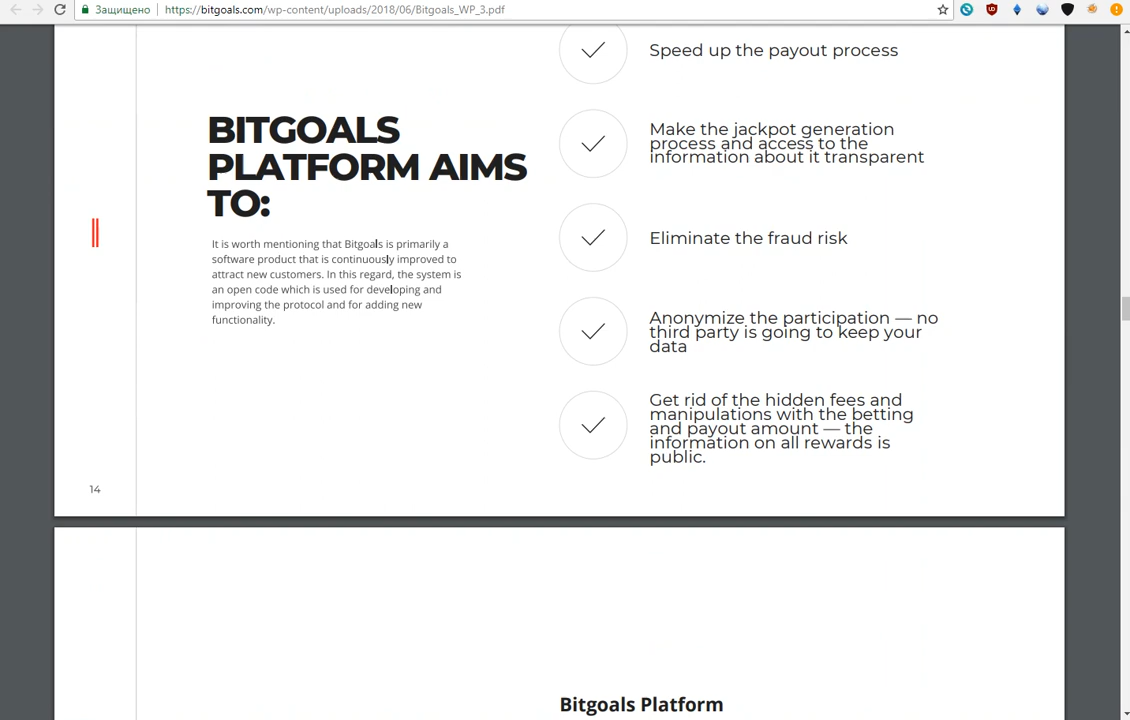 Защищено
https://bitgoals.com/wp-content/uploads/2018/06/Bitgoals_WP_3.pdf
BITGOALS
PLATFORM AIMS
TO:
It is worth mentioning that Bitgoals is primarily a
software product that is continuously improved to
attract new customers. In this regard, the system is
an open code which is used for developing and
improving the protocol and for adding new
functionality.
Speed up the payout process
Make the jackpot generation
process and access to the
information about it transparent
Eliminate the fraud risk
Anonymize the participation — no
third party is going to keep your
data
Get rid of the hidden fees and
manipulations with the betting
and payout amount — the
information on all rewards is
public.
14
Bitgoals Platform